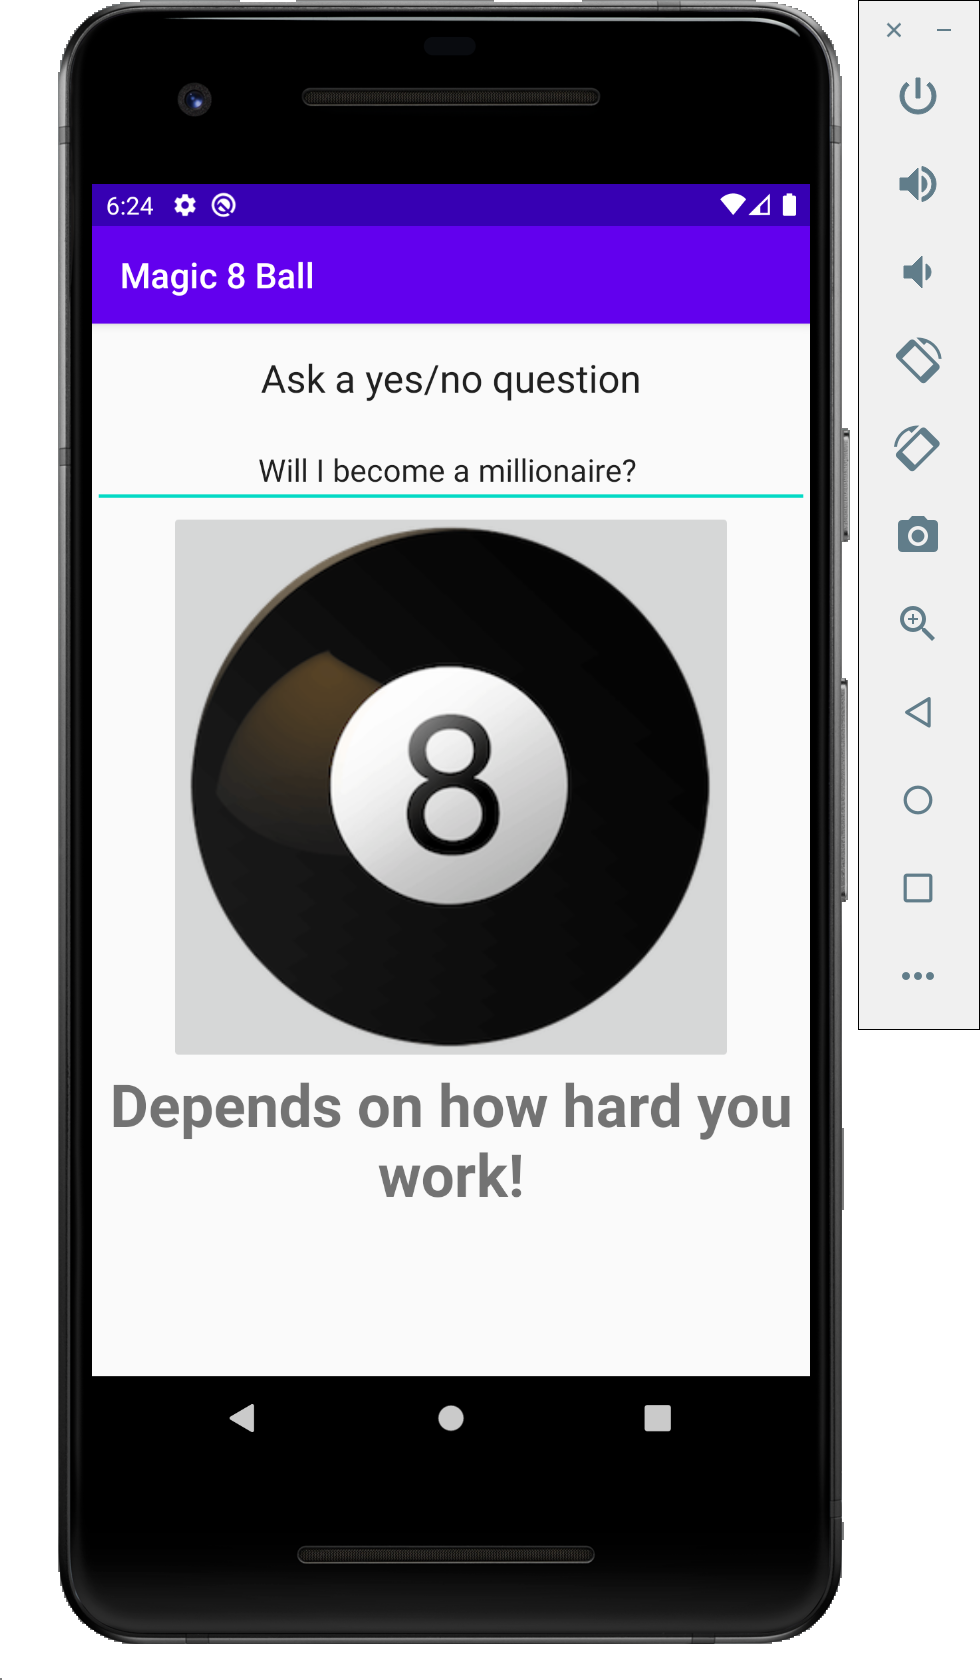 6:24
Magic 8 Ball
Ask a yes/no question
Will I become a millionaire?
8
Depends on how hard you
work!